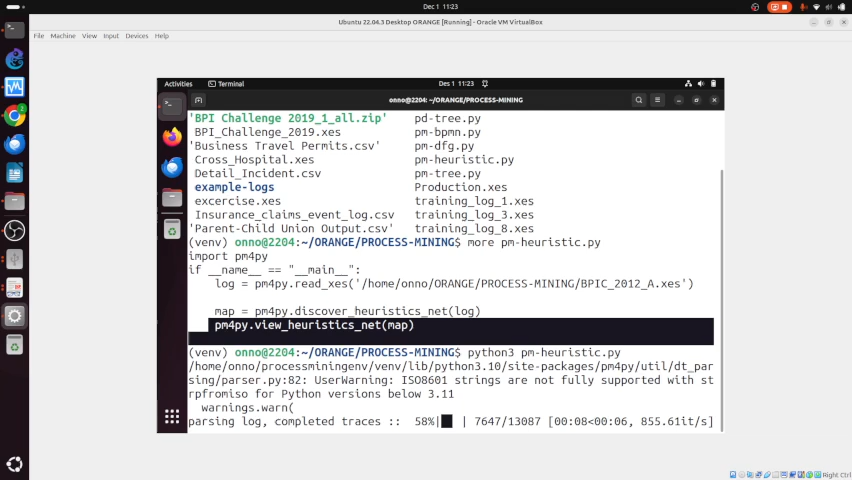 Dec 1 11:23
Ubuntu 22.04.3 Desktop ORANGE [Running] - Oracle VM VirtualBox
File Machine View Input Devices Help
Activities Terminal Des 1 11:23
onno@2204: ~/ORANGE/PROCESS-MINING
'BPI Challenge 2019_1_all.zip' pd-tree.py
BPI_Challenge_2019.xes pm-bpmn.py
'Business Travel Permits.csv' pm-dfg.py
Cross_Hospital.xes pm-heuristic.py
Detail_Incident.csv pm-tree.py
example-logs Production.xes
excercise.xes training_log_1.xes
Insurance_claims_event_log.csv training_log_3.xes
'Parent-Child Union Output.csv' training_log_8.xes
(venv) onno@2204:~/ORANGE/PROCESS-MINING$ more pm-heuristic.py
import pm4py
if __name__ == "__main__":
log = pm4py.read_xes('/home/onno/ORANGE/PROCESS-MINING/BPIC_2012_A.xes')
map = pm4py.discover_heuristics_net(log)
pm4py.view_heuristics_net(map)
(venv) onno@2204:~/ORANGE/PROCESS-MINING$ python3 pm-heuristic.py
/home/onno/processminingenv/venv/lib/python3.10/site-packages/pm4py/util/dt_par
sing/parser.py:82: UserWarning: ISO8601 strings are not fully supported with st
rpfromiso for Python versions below 3.11
warnings.warn(
parsing log, completed traces :: 58%| | 7647/13087 [00:08<00:06, 855.61it/s]
Right Ctrl